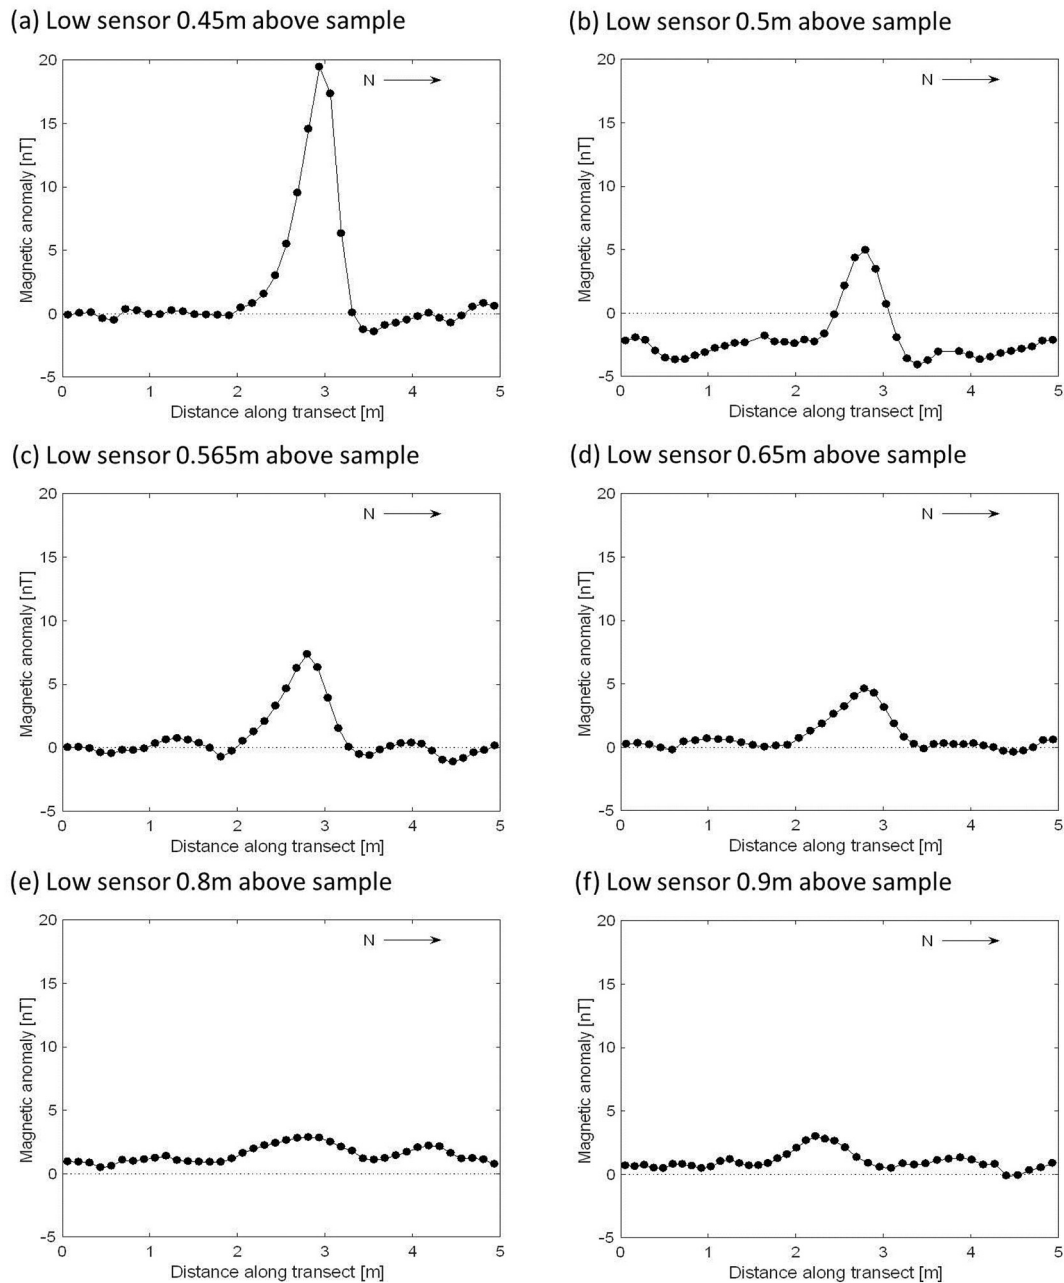 (a) Low sensor 0.45m above sample
(b) Low sensor 0.5m above sample
20
15
10
5
0
-5
Magnetic anomaly [nT]
N
0 1 2 3 4 5
Distance along transect [m]
20
15
10
5
0
-5
Magnetic anomaly [nT]
N
0 1 2 3 4 5
Distance along transect [m]
(c) Low sensor 0.565m above sample
(d) Low sensor 0.65m above sample
20
15
10
5
0
-5
Magnetic anomaly [nT]
N
0 1 2 3 4 5
Distance along transect [m]
20
15
10
5
0
-5
Magnetic anomaly [nT]
N
0 1 2 3 4 5
Distance along transect [m]
(e) Low sensor 0.8m above sample
(f) Low sensor 0.9m above sample
20
15
10
5
0
-5
Magnetic anomaly [nT]
N
0 1 2 3 4 5
Distance along transect [m]
20
15
10
5
0
-5
Magnetic anomaly [nT]
N
0 1 2 3 4 5
Distance along transect [m]